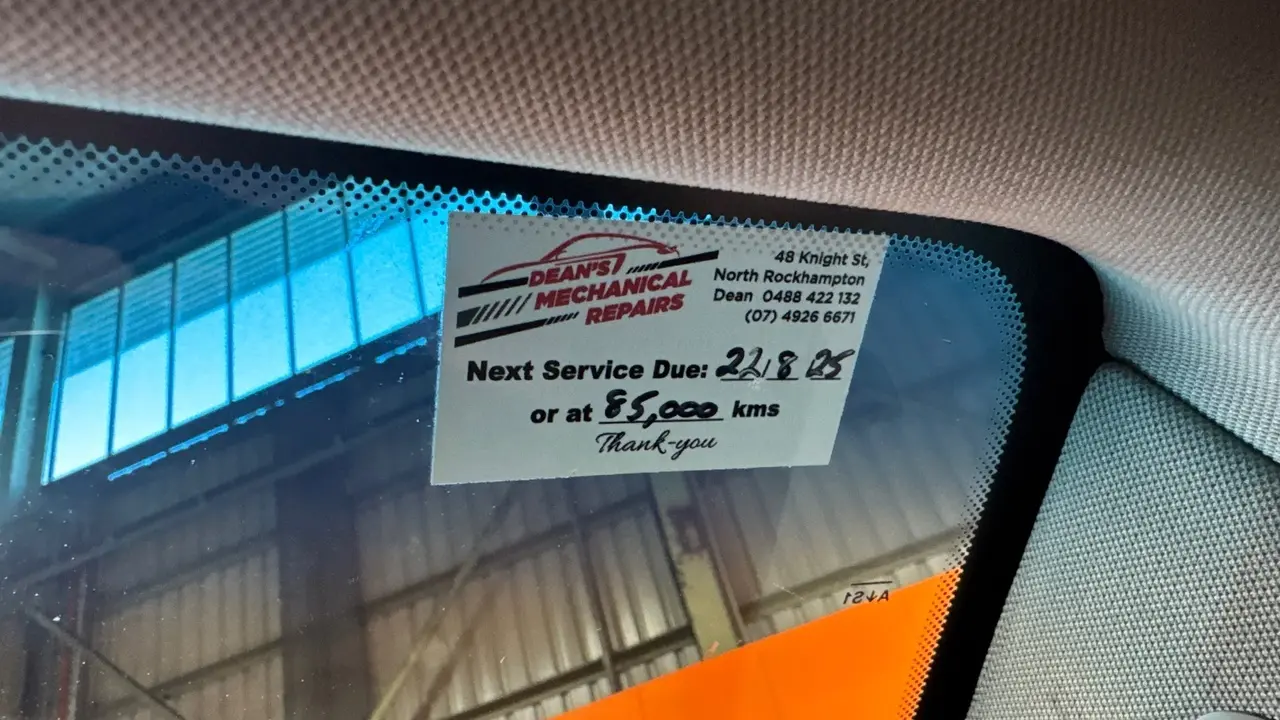 DEAN'S
MECHANICAL
REPAIRS
48 Knight St,
North Rockhampton
Dean 0488 422 132
(07) 4926 6671
Next Service Due: 22/8/25
or at 85,000 kms
Thank-you
A↓S1